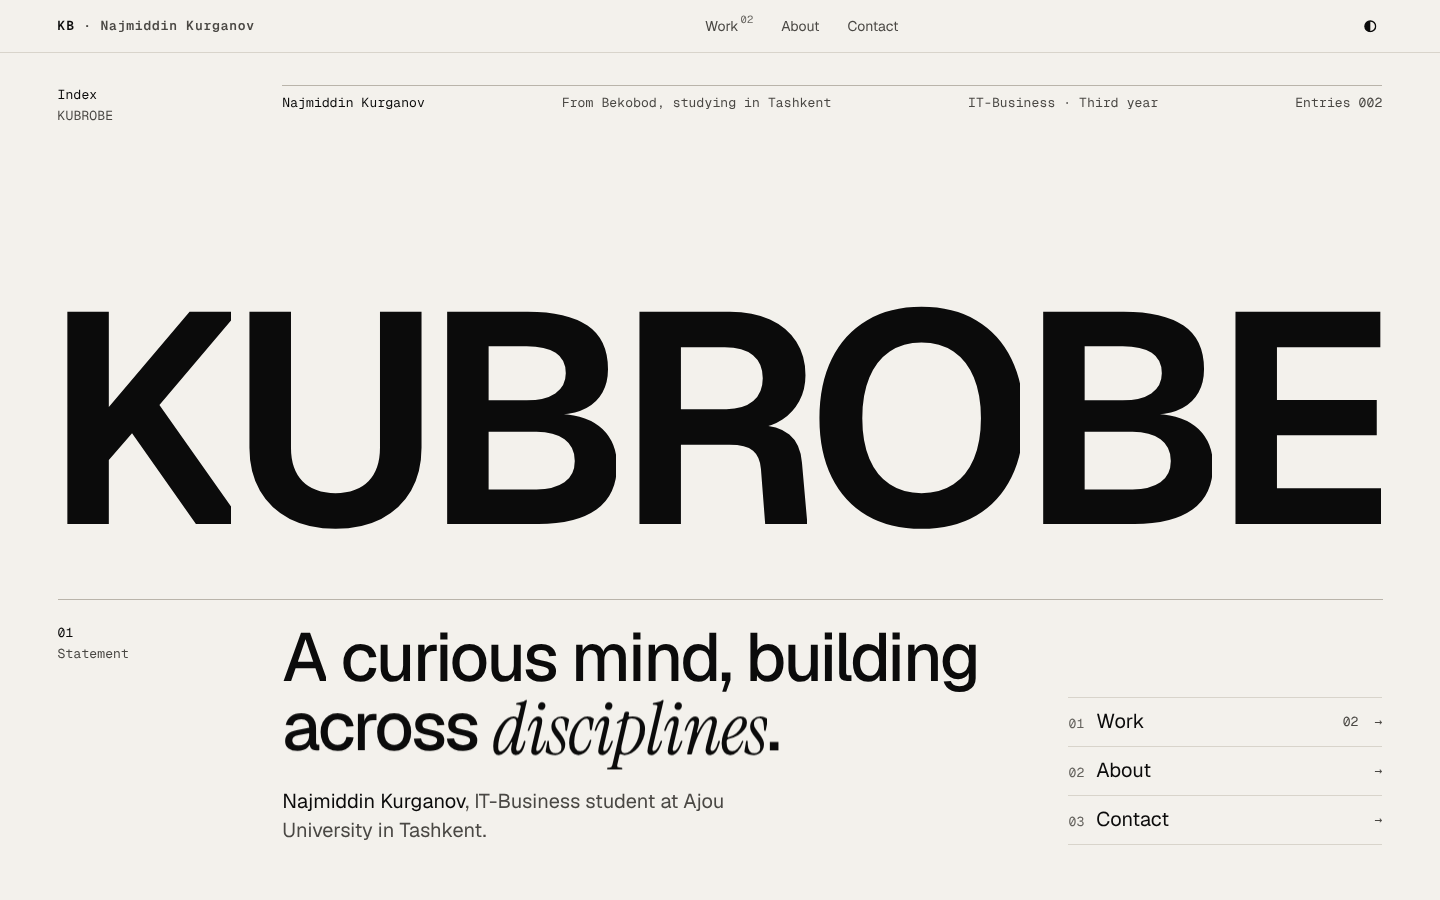 KB · Najmiddin Kurganov
Work 02 About Contact
Index
KUBROBE
Najmiddin Kurganov From Bekobod, studying in Tashkent IT-Business · Third year Entries 002
KUBROBE
01
Statement
A curious mind, building
across disciplines.
Najmiddin Kurganov, IT-Business student at Ajou
University in Tashkent.
01 Work 02 →
02 About →
03 Contact →